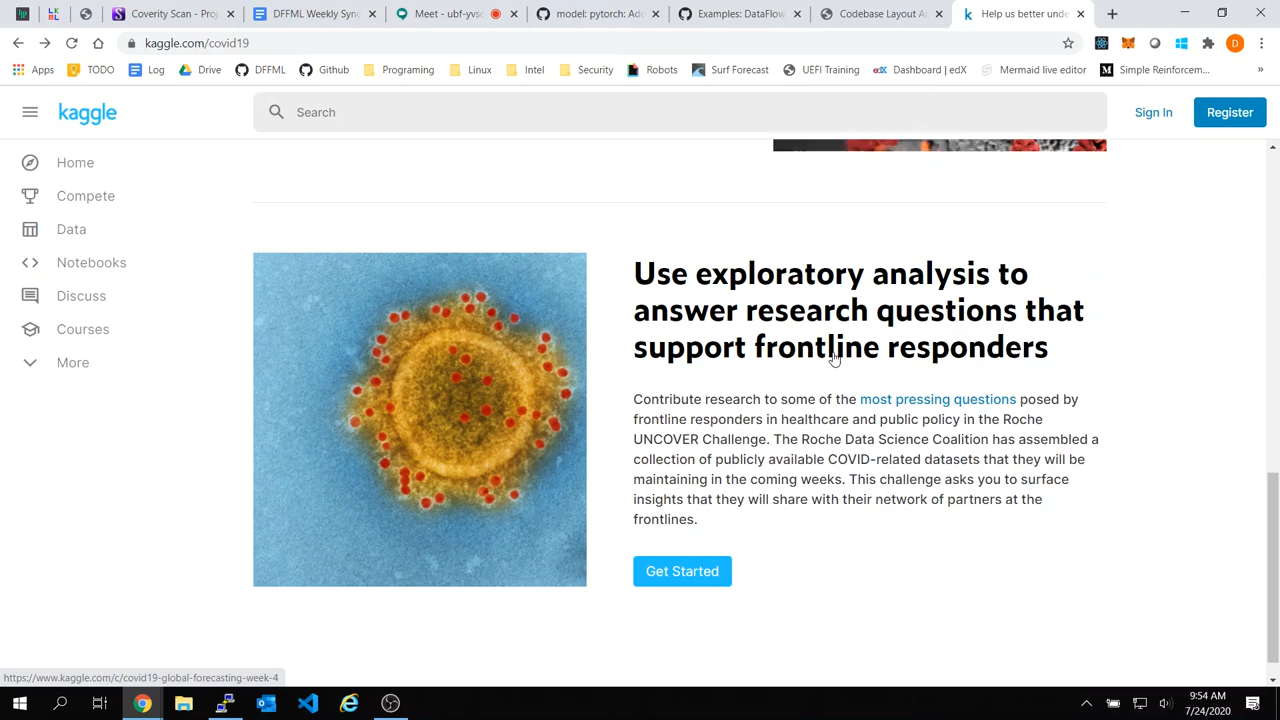 Coverity Scan - Proj
DFFML Weekly Sync
Meet - ubf-yvsc
model: pytorch: Add
Examples: DataFlow
Codebase Layout A
Help us better unde
kaggle.com/covid19
D
Apps
TODO
Log
Drive
DFFML
Github
Programing
Linux
Intel
Security
Robots
Surf Forecast
UEFI Training
edX
Dashboard | edX
Mermaid live editor
Simple Reinforcem...
»
kaggle
Search
Sign In
Register
Home
Compete
Data
Notebooks
Discuss
Courses
More
Use exploratory analysis to
answer research questions that
support frontline responders
Contribute research to some of the most pressing questions posed by
frontline responders in healthcare and public policy in the Roche
UNCOVER Challenge. The Roche Data Science Coalition has assembled a
collection of publicly available COVID-related datasets that they will be
maintaining in the coming weeks. This challenge asks you to surface
insights that they will share with their network of partners at the
frontlines.
Get Started
https://www.kaggle.com/c/covid19-global-forecasting-week-4
9:54 AM
7/24/2020